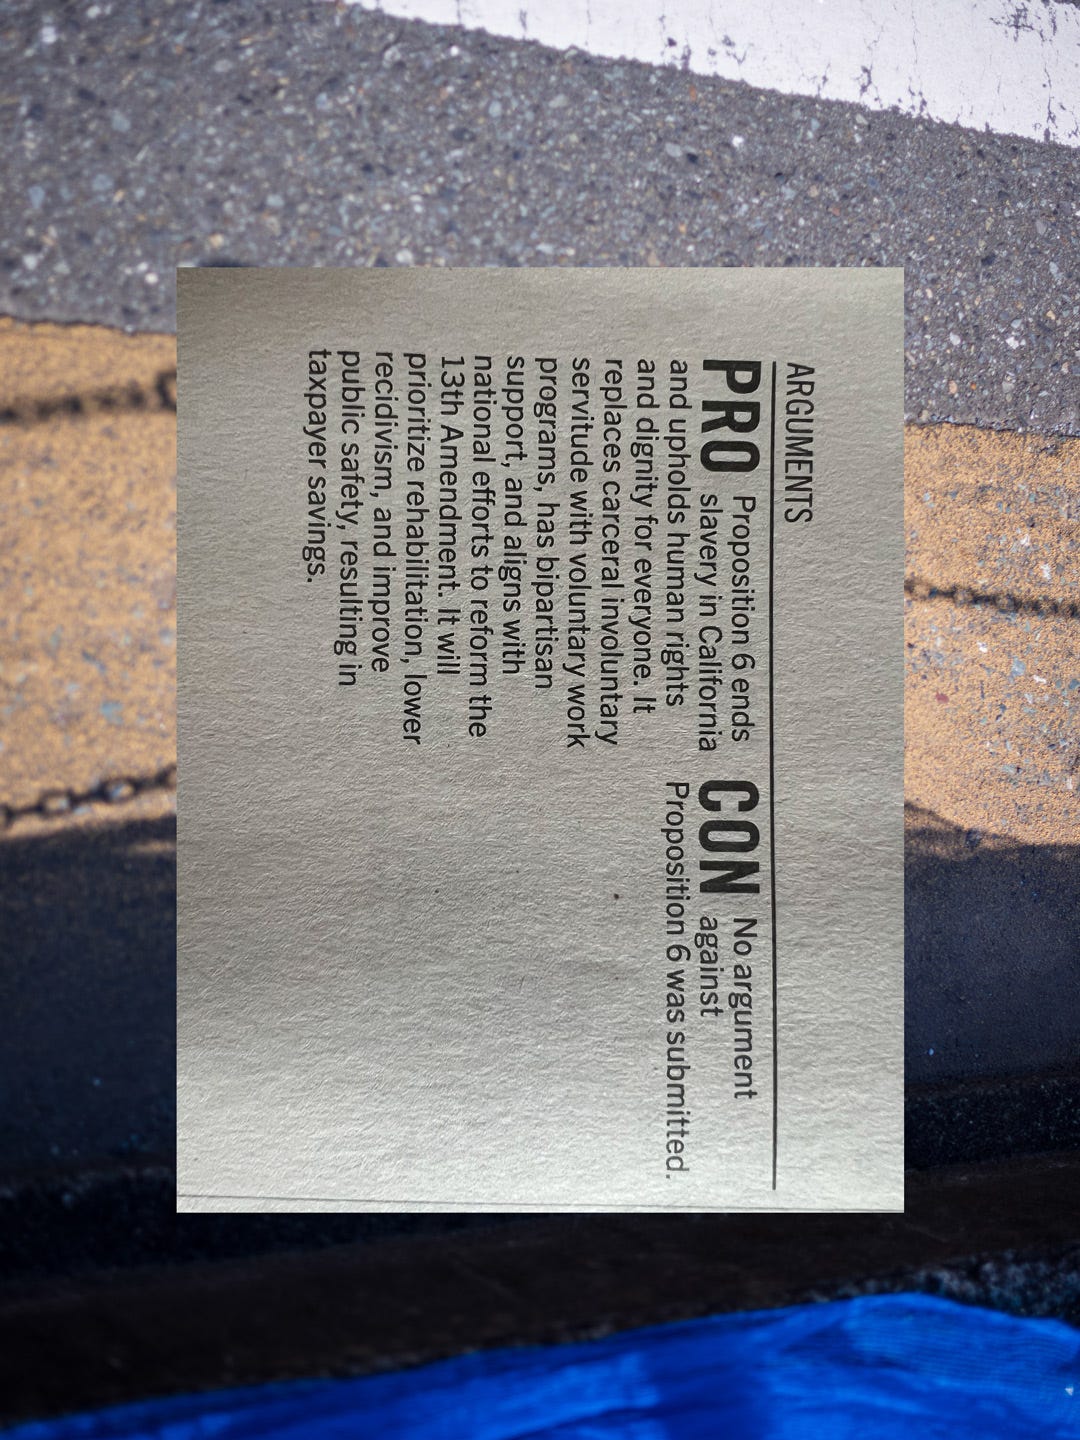 ARGUMENTS
PRO Proposition 6 ends
slavery in California
and upholds human rights
and dignity for everyone. It
replaces carceral involuntary
servitude with voluntary work
programs, has bipartisan
support, and aligns with
national efforts to reform the
13th Amendment. It will
prioritize rehabilitation, lower
recidivism, and improve
public safety, resulting in
taxpayer savings.
CON No argument
against
Proposition 6 was submitted.